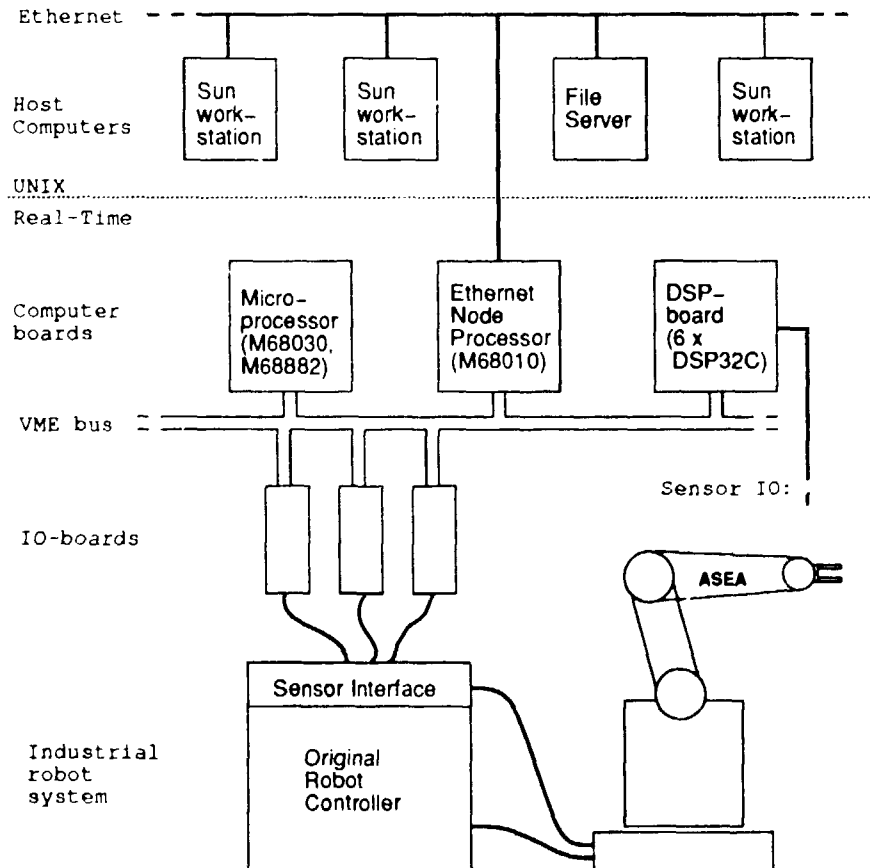 Ethernet
Host
Computers
Sun
work-
station
Sun
work-
station
File
Server
Sun
work-
station
UNIX
Real-Time
Computer
boards
Micro-
processor
(M68030,
M68882)
Ethernet
Node
Processor
(M68010)
DSP-
board
(6 x
DSP32C)
VME bus
Sensor IO:
IO-boards
ASEA
Sensor Interface
Industrial
robot
system
Original
Robot
Controller